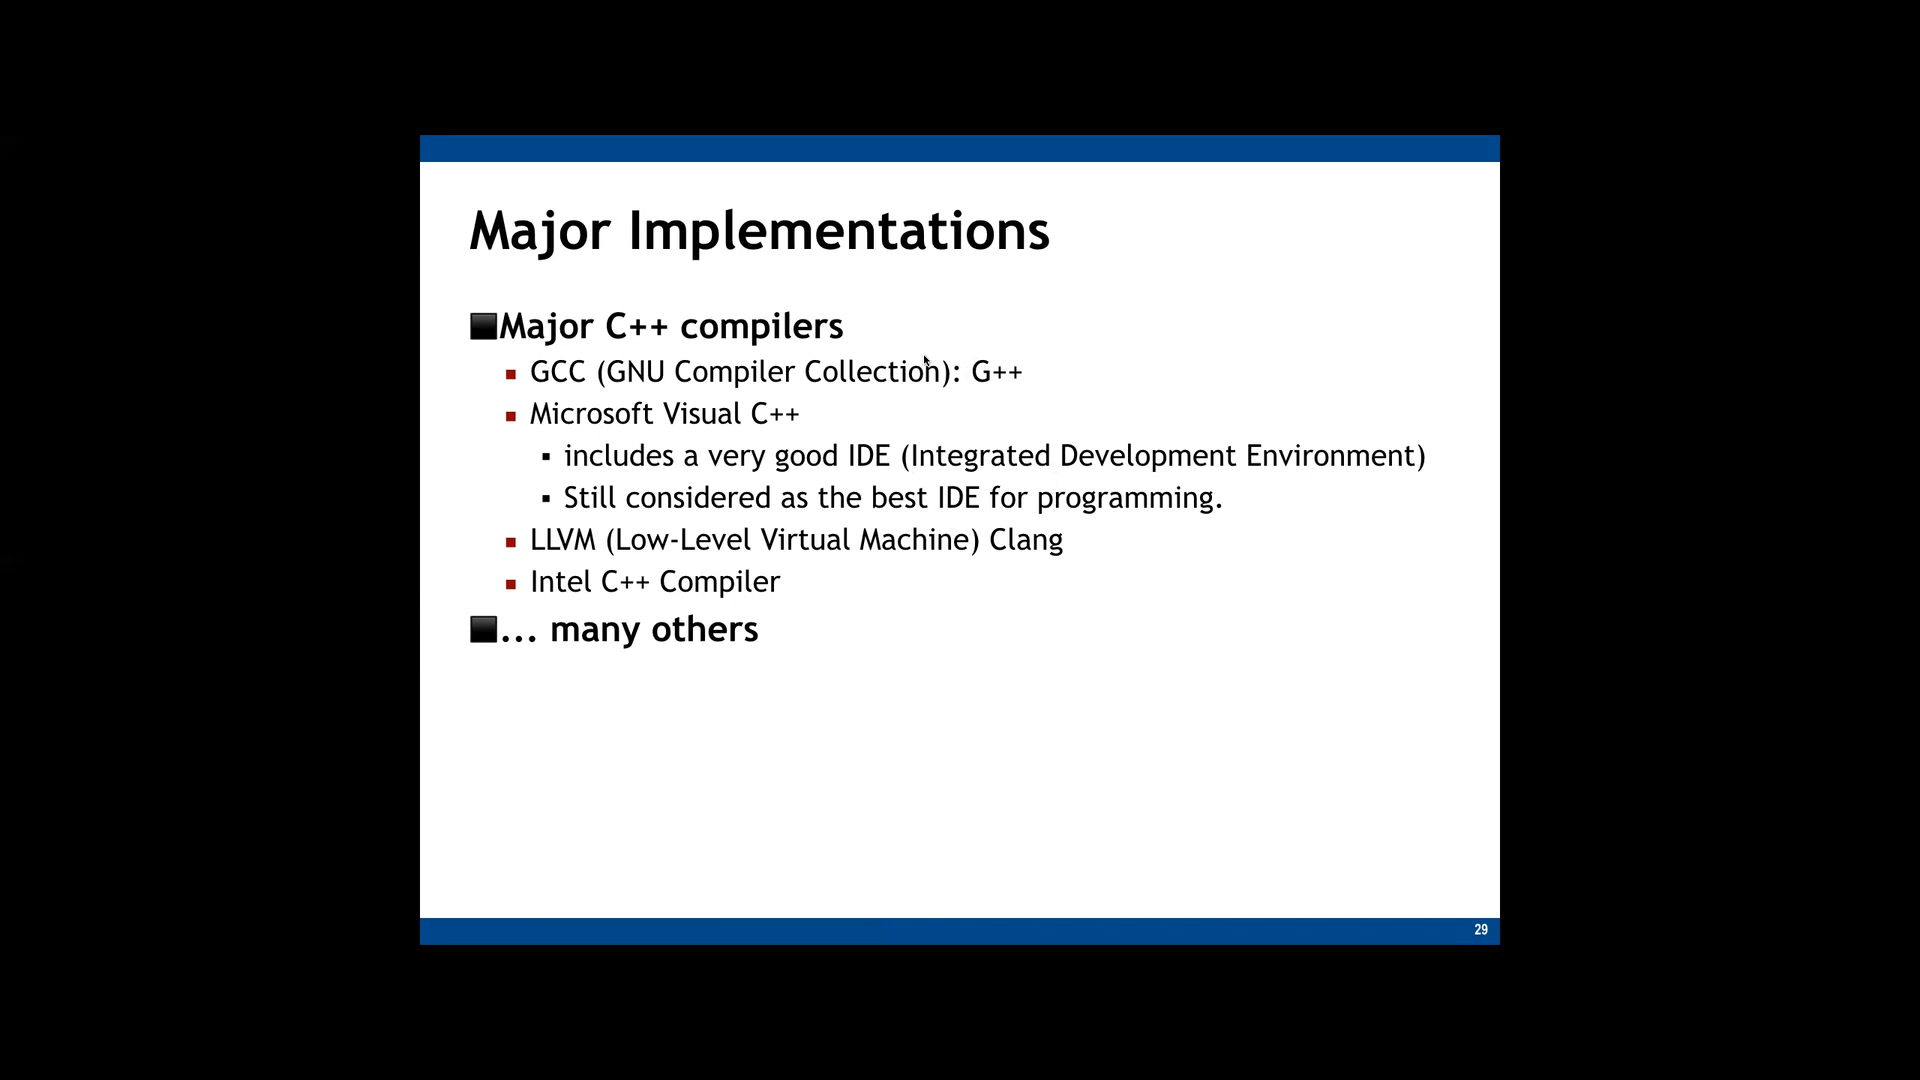 Major Implementations
Major C++ compilers
GCC (GNU Compiler Collection): G++
Microsoft Visual C++
includes a very good IDE (Integrated Development Environment)
Still considered as the best IDE for programming.
LLVM (Low-Level Virtual Machine) Clang
Intel C++ Compiler
... many others
29